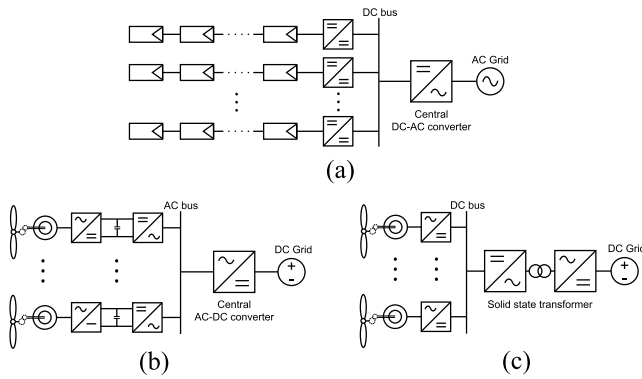 DC bus
AC Grid
Central
DC-AC converter
(a)
AC bus
DC Grid
Central
AC-DC converter
(b)
DC bus
DC Grid
Solid state transformer
(c)